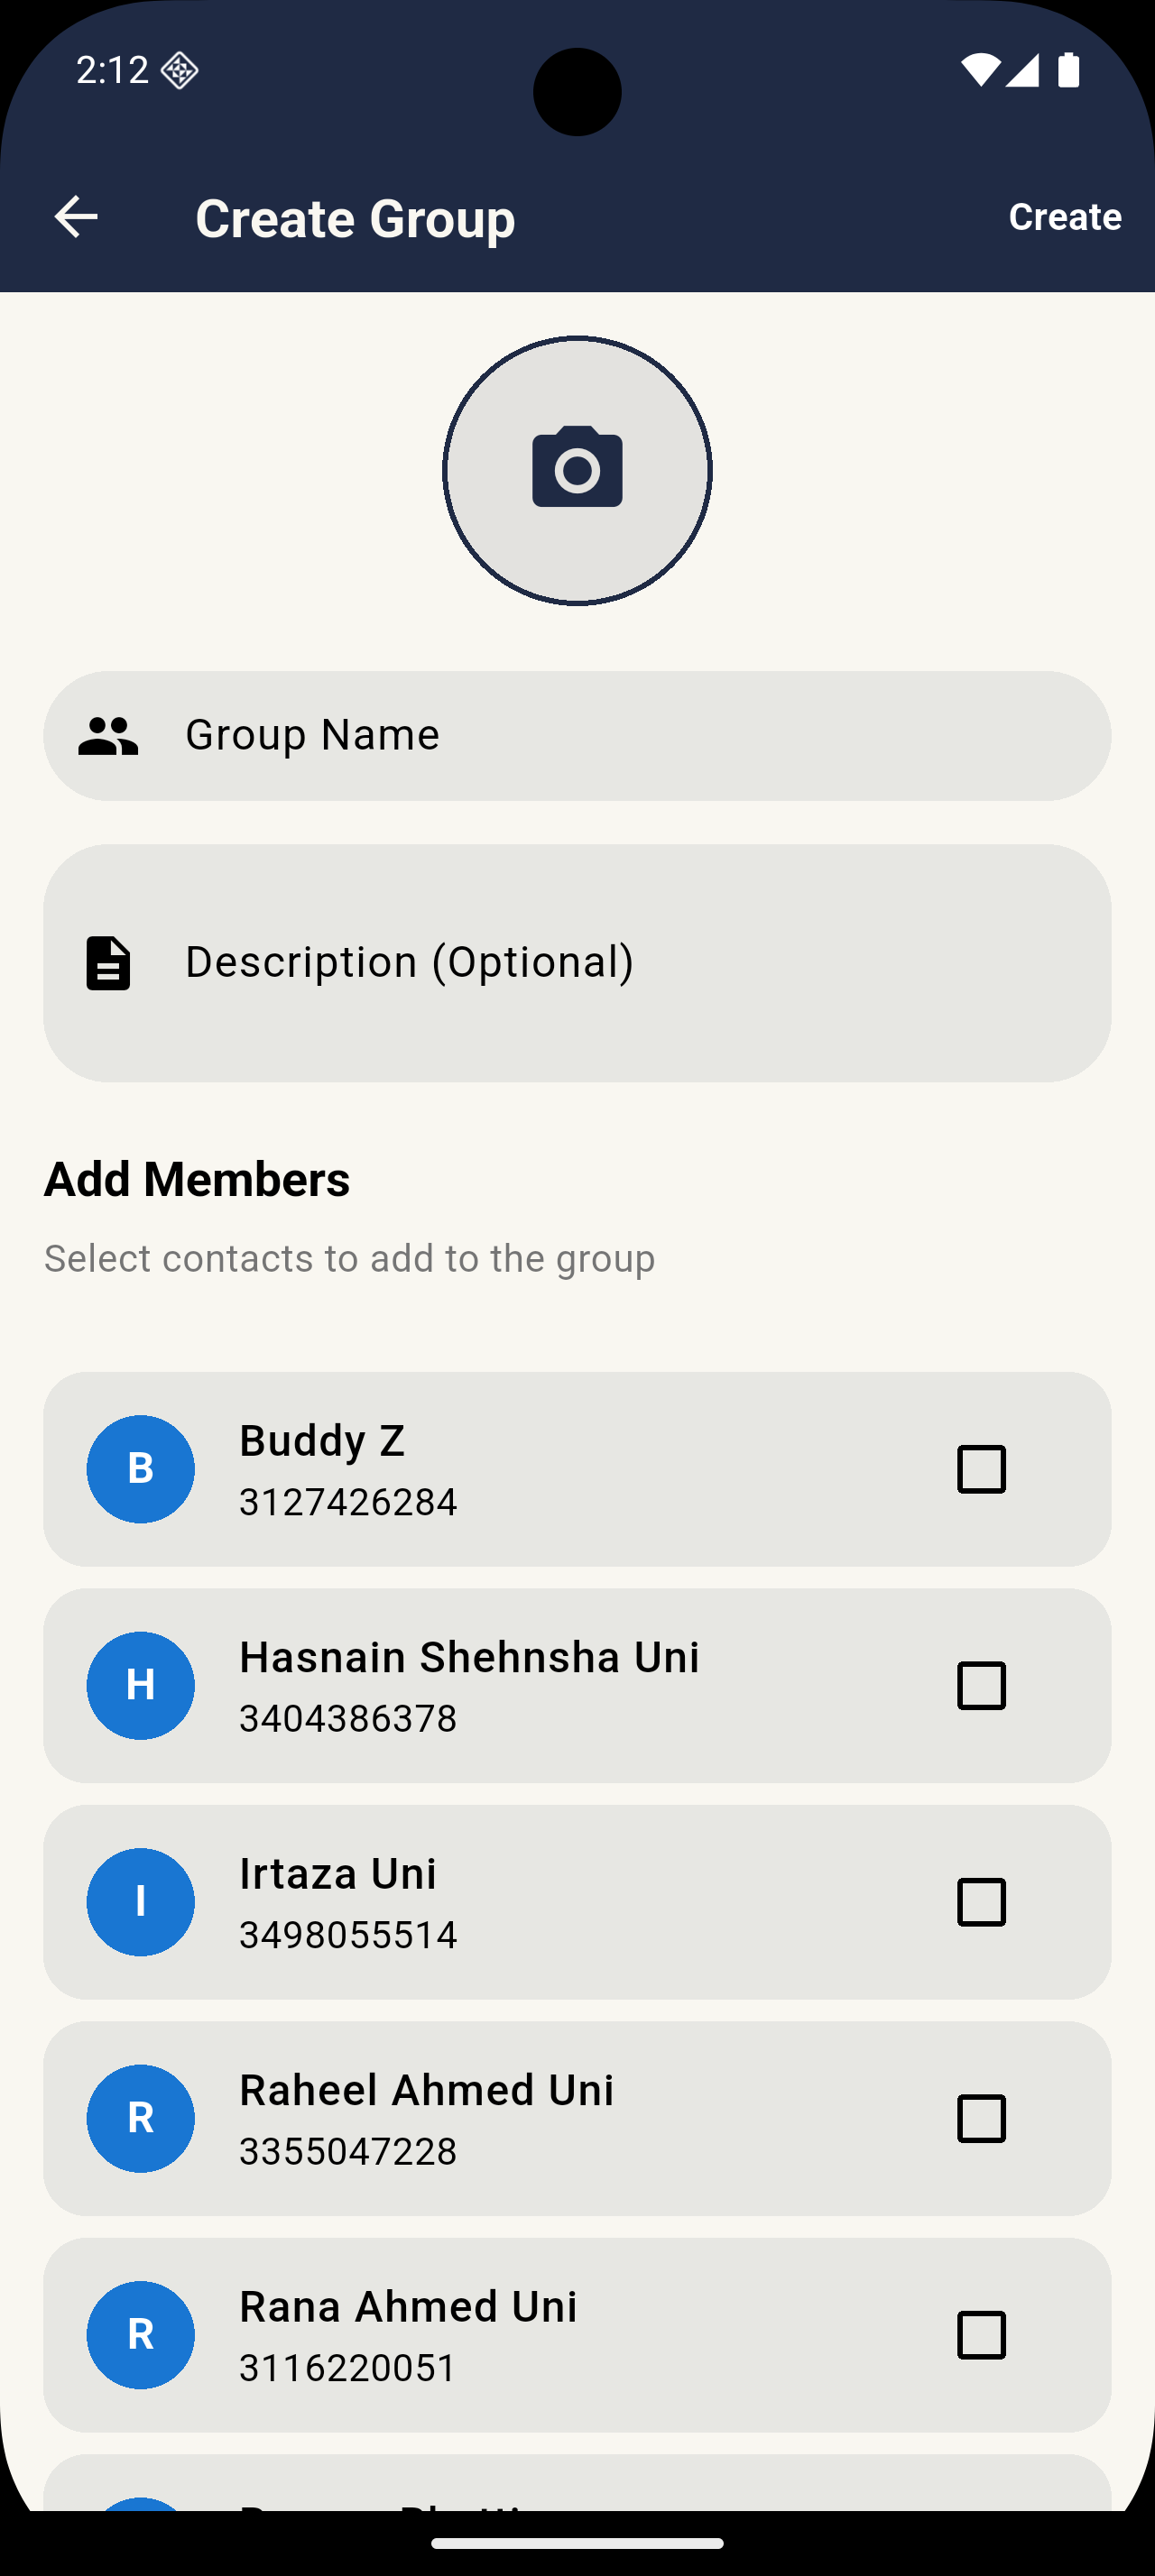 2:12
Create Group
Create
Group Name
Description (Optional)
Add Members
Select contacts to add to the group
B
Buddy Z
3127426284
H
Hasnain Shehnsha Uni
3404386378
I
Irtaza Uni
3498055514
R
Raheel Ahmed Uni
3355047228
R
Rana Ahmed Uni
3116220051